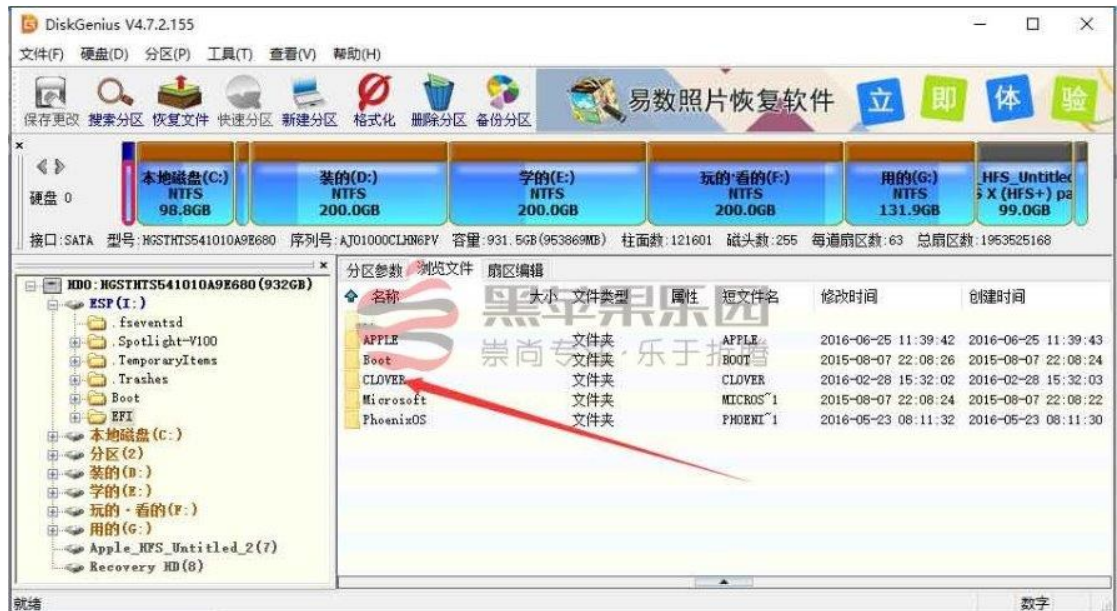 DiskGenius V4.7.2.155
文件(F) 硬盘(D) 分区(P) 工具(T) 查看(V) 帮助(H)
保存更改 搜索分区 恢复文件 快速分区 新建分区 格式化 删除分区 备份分区 易数照片恢复软件 立即体验
硬盘 0
本地磁盘(C:) 装的(D:) 学的(E:) 玩的·看的(F:) 用的(G:) HFS_Untitled
NTFS NTFS NTFS NTFS NTFS S X (HFS+) pa
98.8GB 200.0GB 200.0GB 200.0GB 131.9GB 99.0GB
接口:SATA 型号:HGSTHTS541010A9E680 序列号:AJ01000CLHN6PV 容量:931.5GB(953869MB) 柱面数:121601 磁头数:255 每道扇区数:63 总扇区数:1953525168
HD0:HGSTHTS541010A9E680(932GB)
ESP(I:)
.fseventsd
.Spotlight-V100
.TemporaryItems
.Trashes
Boot
EFI
本地磁盘(C:)
分区(2)
装的(D:)
学的(E:)
玩的·看的(F:)
用的(G:)
Apple_HFS_Untitled_2(7)
Recovery HD(8)
分区参数 浏览文件 扇区编辑
名称 大小 文件类型 属性 短文件名 修改时间 创建时间
..
APPLE 文件夹 APPLE 2016-06-25 11:39:42 2016-06-25 11:39:43
Boot 文件夹 BOOT 2015-08-07 22:08:26 2015-08-07 22:08:24
CLOVER 文件夹 CLOVER 2016-02-28 15:32:02 2016-02-28 15:32:03
Microsoft 文件夹 MICROS~1 2015-08-07 22:08:24 2015-08-07 22:08:22
PhoenixOS 文件夹 PHOENI~1 2016-05-23 08:11:32 2016-05-23 08:11:30
黑苹果乐园
崇尚专业·乐于折腾
就绪 数字